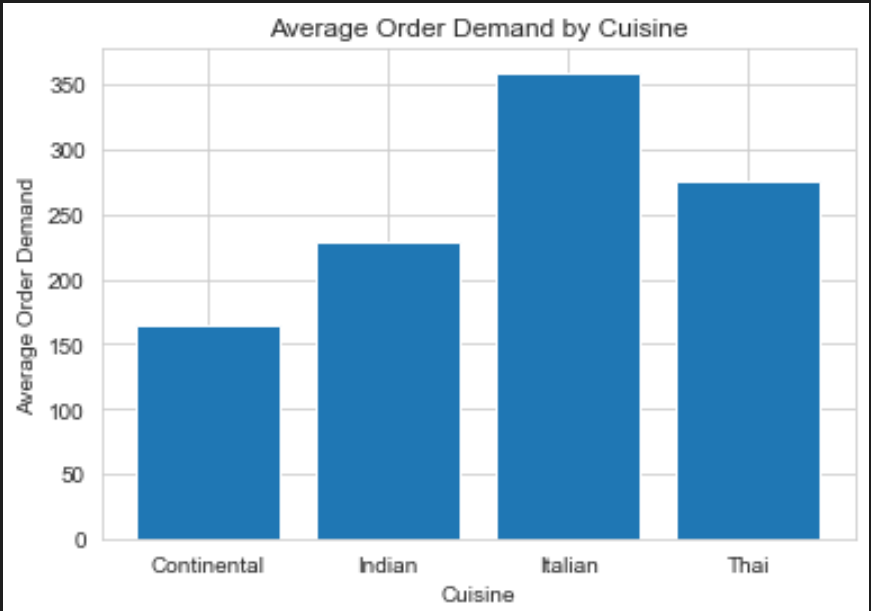 Average Order Demand by Cuisine
Average Order Demand
350
300
250
200
150
100
50
0
Continental Indian Italian Thai
Cuisine